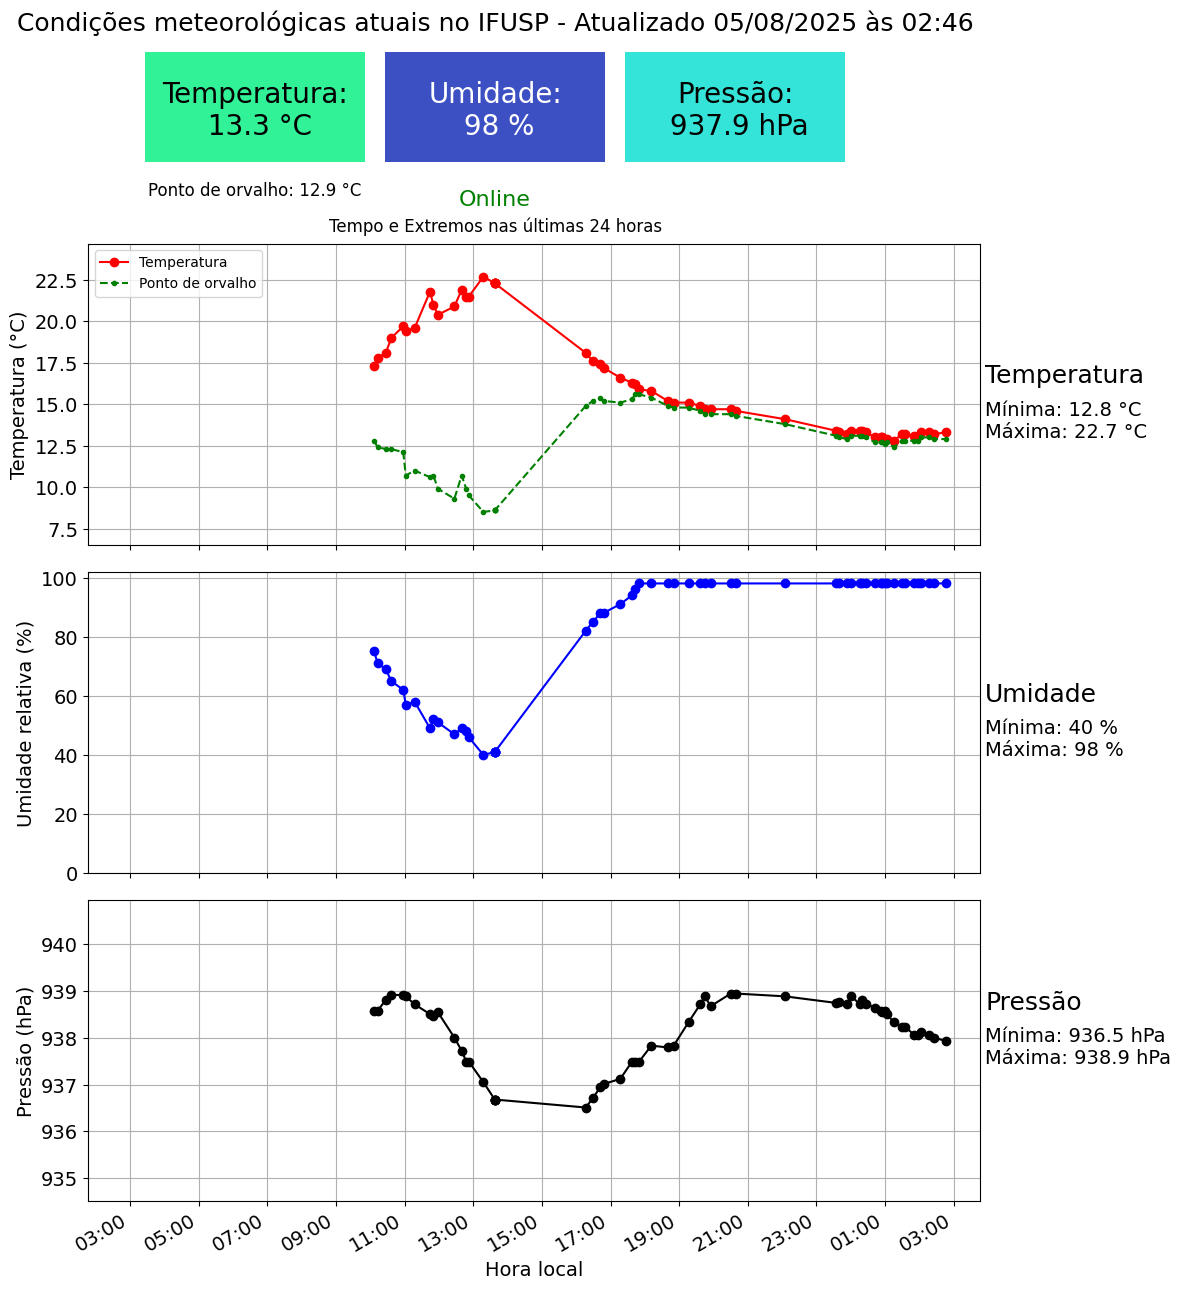 Condições meteorológicas atuais no IFUSP - Atualizado 05/08/2025 às 02:46
Temperatura:
13.3 °C
Umidade:
98 %
Pressão:
937.9 hPa
Ponto de orvalho: 12.9 °C
Online
Tempo e Extremos nas últimas 24 horas
Temperatura
Ponto de orvalho
Temperatura (°C)
22.5
20.0
17.5
15.0
12.5
10.0
7.5
Temperatura
Mínima: 12.8 °C
Máxima: 22.7 °C
Umidade relativa (%)
100
80
60
40
20
0
Umidade
Mínima: 40 %
Máxima: 98 %
Pressão (hPa)
940
939
938
937
936
935
Pressão
Mínima: 936.5 hPa
Máxima: 938.9 hPa
03:00
05:00
07:00
09:00
11:00
13:00
15:00
17:00
19:00
21:00
23:00
01:00
03:00
Hora local